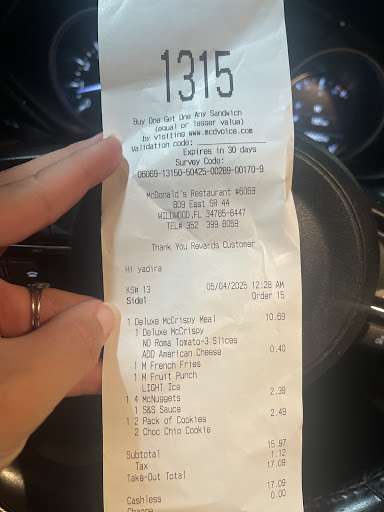 1315
Buy One Get One Any Sandwich
(equal or lesser value)
by visiting www.mcdvoice.com
Validation code:
Expires in 30 days
Survey Code:
06069-13150-50425-00289-00170-9
McDonald's Restaurant #6069
809 East SR 44
WILDWOOD,FL 34785-8447
TEL# 352 399 6059
Thank You Rewards Customer
Hi yadira
KS# 13 05/04/2025 12:28 AM
Side1 Order 15
1 Deluxe McCrispy Meal 10.69
1 Deluxe McCrispy
NO Roma Tomato-3 Slices
ADD American Cheese 0.40
1 M French Fries
1 M Fruit Punch
LIGHT Ice
1 4 McNuggets 2.39
1 S&S Sauce
1 2 Pack of Cookies 2.49
2 Choc Chip Cookie
Subtotal 15.97
Tax 1.12
Take-Out Total 17.09
Cashless 17.09
Change 0.00